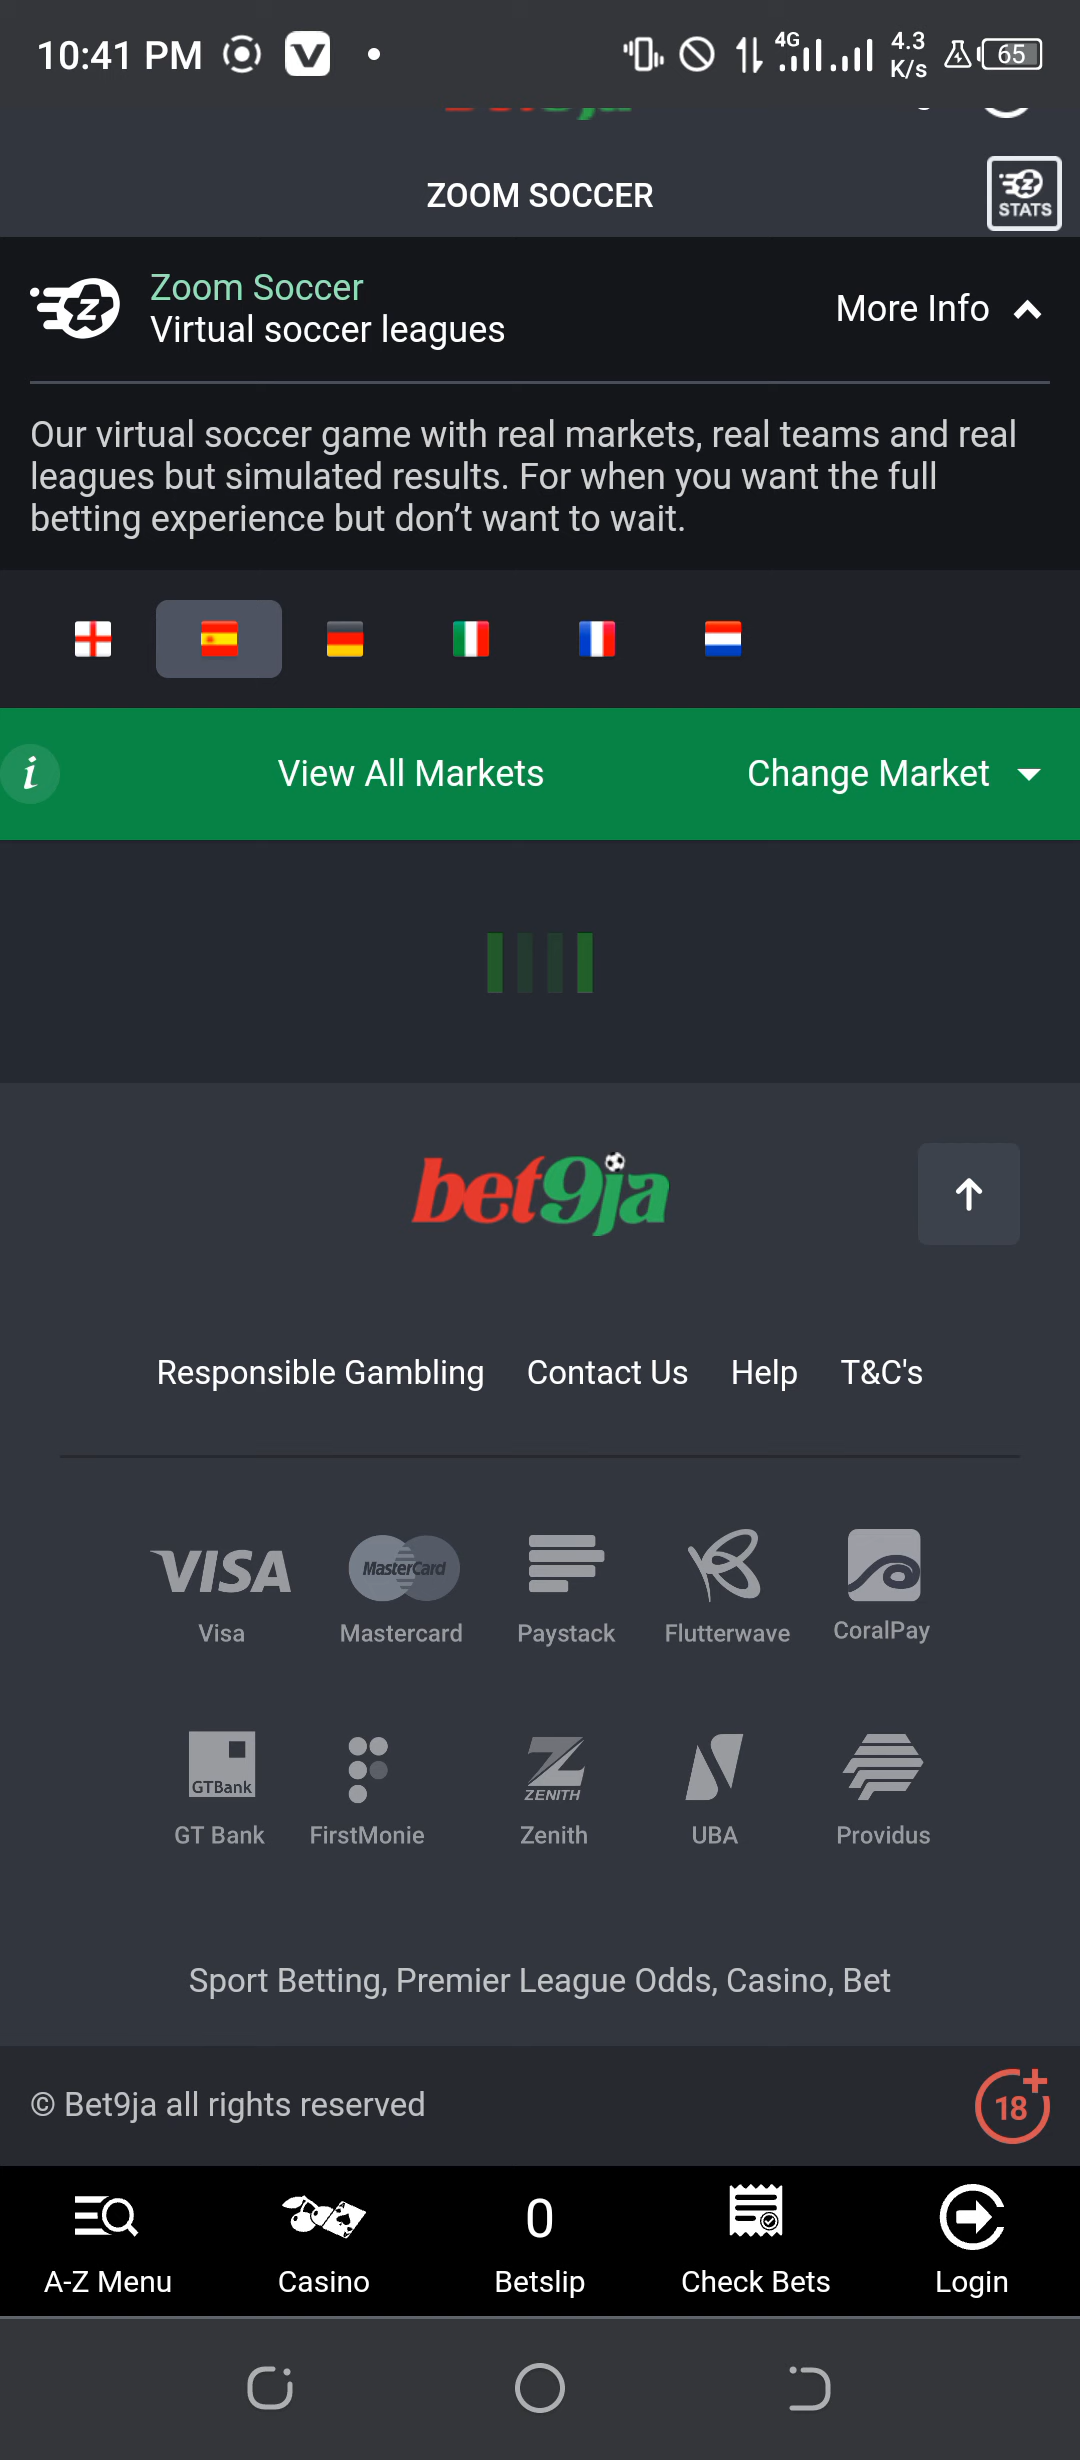 10:41 PM
4G
4.3
K/s
65
ZOOM SOCCER
STATS
Zoom Soccer
Virtual soccer leagues
More Info
Our virtual soccer game with real markets, real teams and real
leagues but simulated results. For when you want the full
betting experience but don’t want to wait.
i
View All Markets
Change Market
bet9ja
Responsible Gambling
Contact Us
Help
T&C's
VISA
MasterCard
Visa
Mastercard
Paystack
Flutterwave
CoralPay
GTBank
ZENITH
GT Bank
FirstMonie
Zenith
UBA
Providus
Sport Betting, Premier League Odds, Casino, Bet
© Bet9ja all rights reserved
18+
0
A-Z Menu
Casino
Betslip
Check Bets
Login